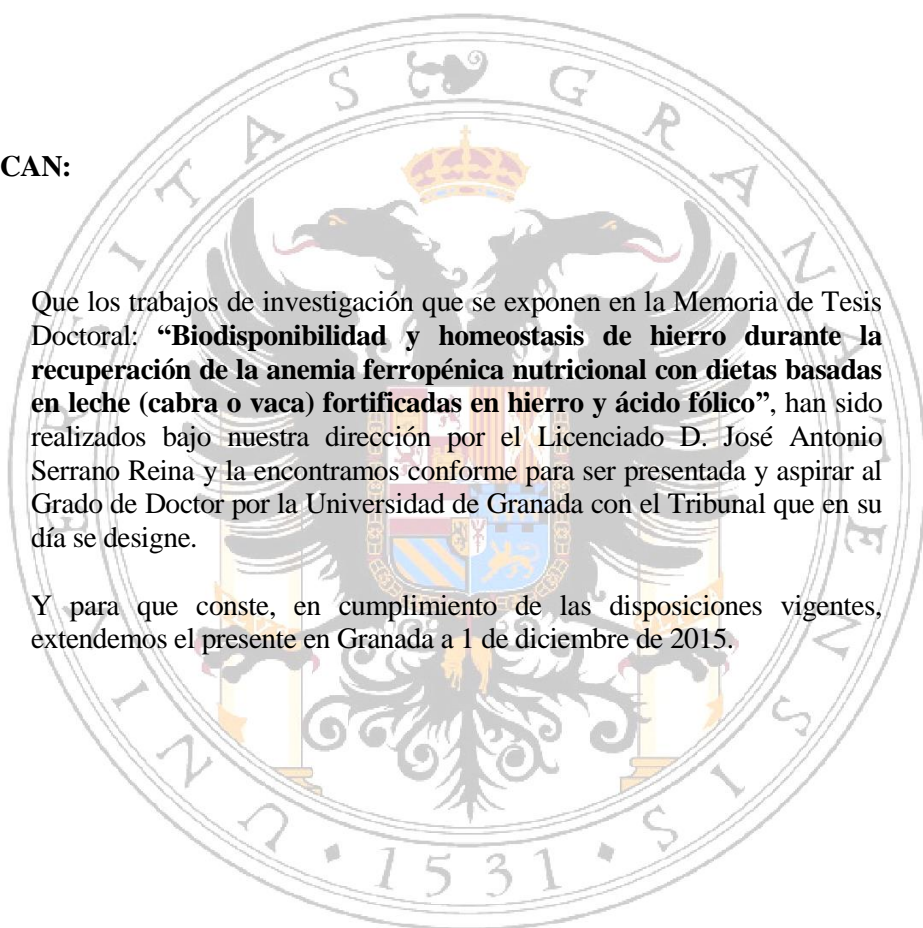 CAN:
Que los trabajos de investigación que se exponen en la Memoria de Tesis
Doctoral: “Biodisponibilidad y homeostasis de hierro durante la
recuperación de la anemia ferropénica nutricional con dietas basadas
en leche (cabra o vaca) fortificadas en hierro y ácido fólico”, han sido
realizados bajo nuestra dirección por el Licenciado D. José Antonio
Serrano Reina y la encontramos conforme para ser presentada y aspirar al
Grado de Doctor por la Universidad de Granada con el Tribunal que en su
día se designe.
Y para que conste, en cumplimiento de las disposiciones vigentes,
extendemos el presente en Granada a 1 de diciembre de 2015.
UNIVERSITAS GRANATENSIS
1531